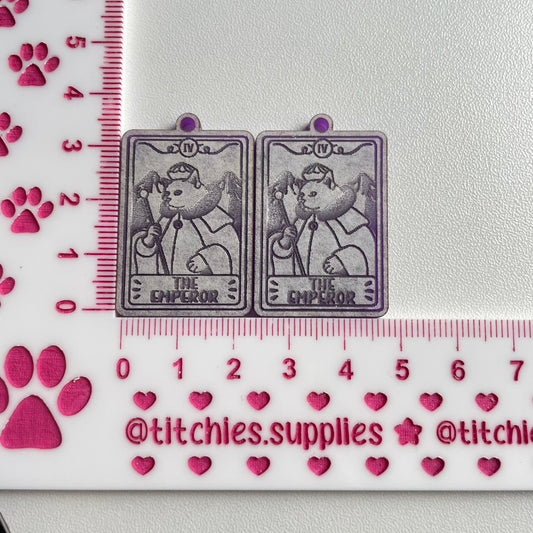 5
4
3
2
1
0
IV
THE
EMPEROR
IV
THE
EMPEROR
0 1 2 3 4 5 6 7
@titchies.supplies @titchi